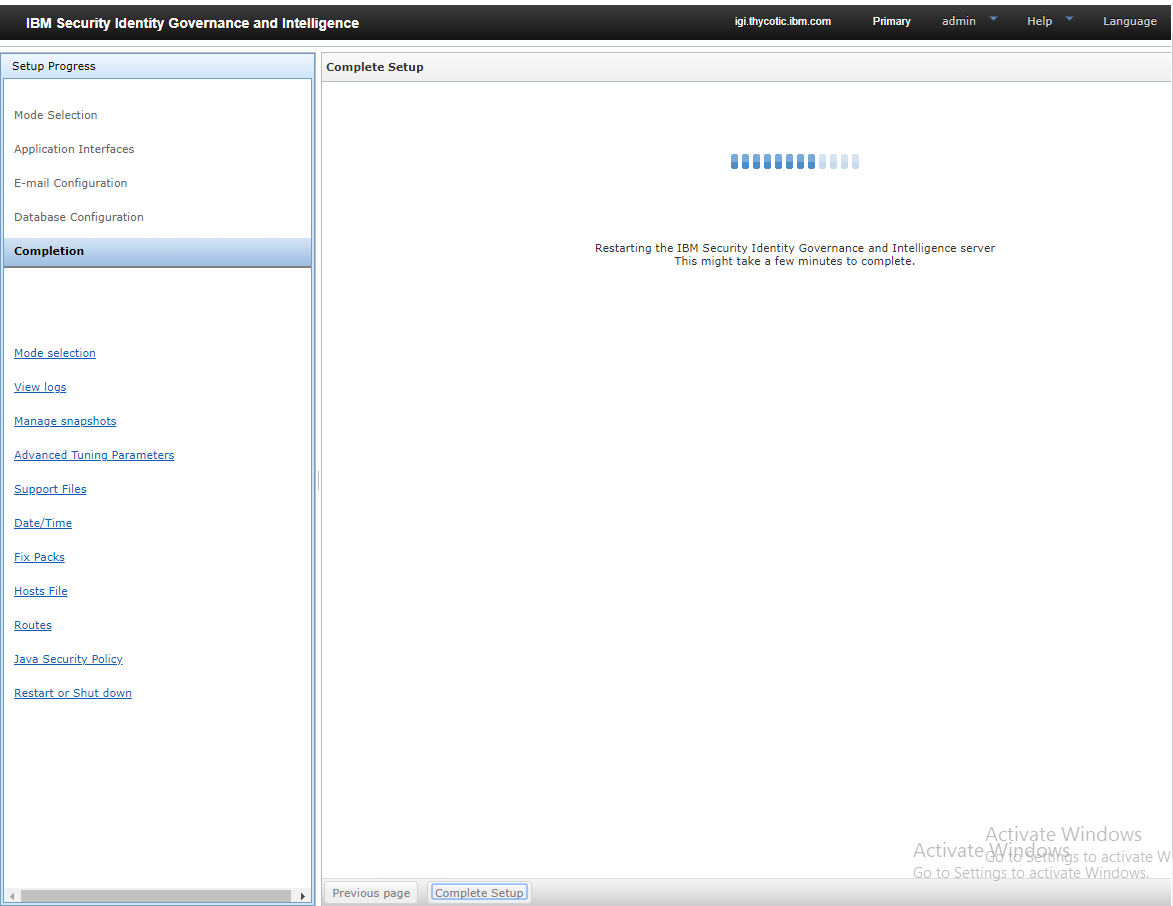 IBM Security Identity Governance and Intelligence
igi.thycotic.ibm.com Primary admin Help Language
Setup Progress
Mode Selection
Application Interfaces
E-mail Configuration
Database Configuration
Completion
Mode selection
View logs
Manage snapshots
Advanced Tuning Parameters
Support Files
Date/Time
Fix Packs
Hosts File
Routes
Java Security Policy
Restart or Shut down
Complete Setup
Restarting the IBM Security Identity Governance and Intelligence server
This might take a few minutes to complete.
Activate Windows
Go to Settings to activate W
Activate Windows
Go to Settings to activate Windows.
Previous page Complete Setup